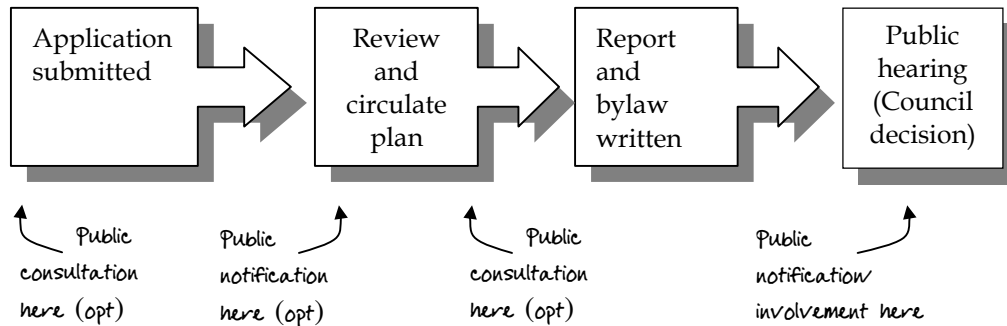 Application
submitted
Review
and
circulate
plan
Report
and
bylaw
written
Public
hearing
(Council
decision)
Public
consultation
here (opt)
Public
notification
here (opt)
Public
consultation
here (opt)
Public
notification/
involvement here